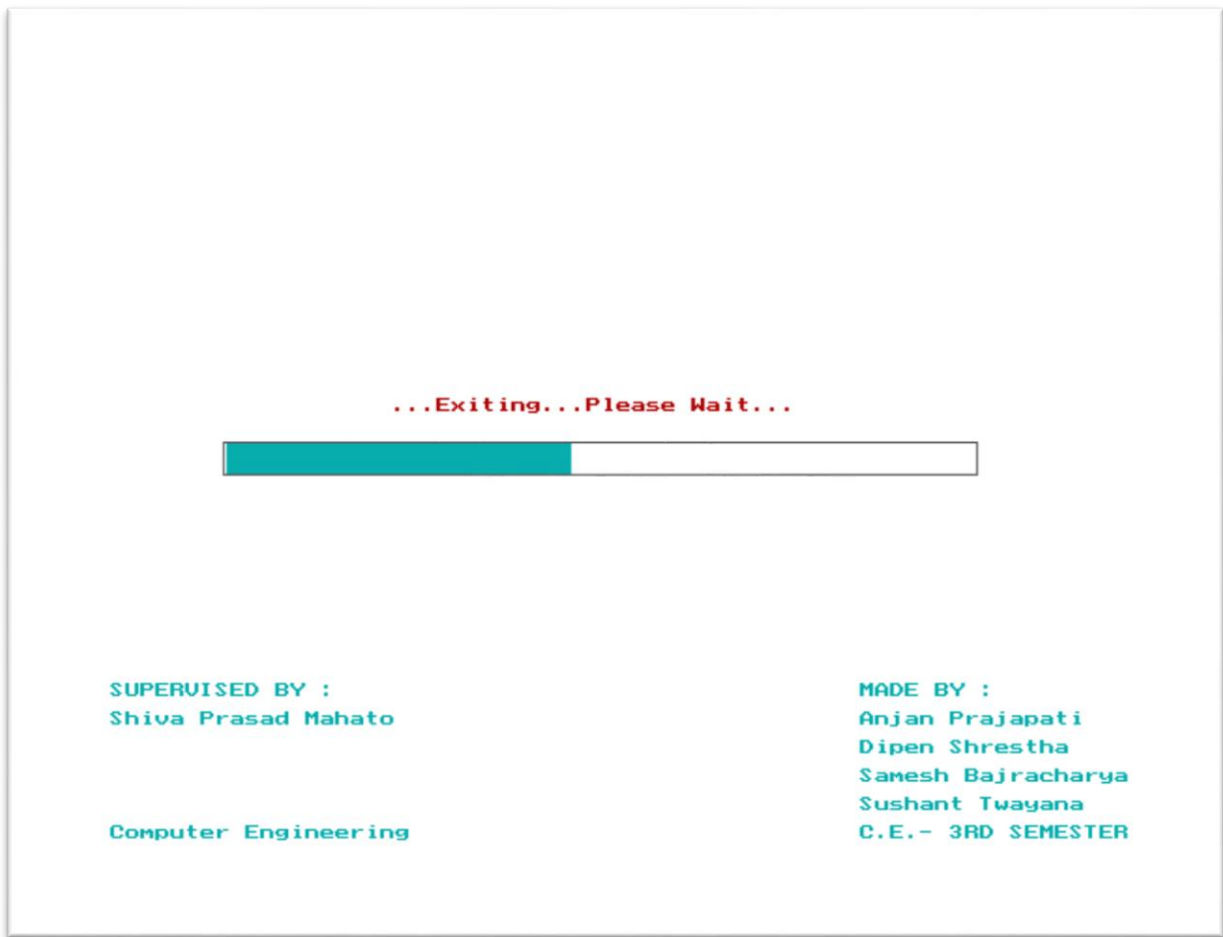 ...Exiting...Please Wait...
SUPERVISED BY :
Shiva Prasad Mahato
Computer Engineering
MADE BY :
Anjan Prajapati
Dipen Shrestha
Samesh Bajracharya
Sushant Twayana
C.E.- 3RD SEMESTER